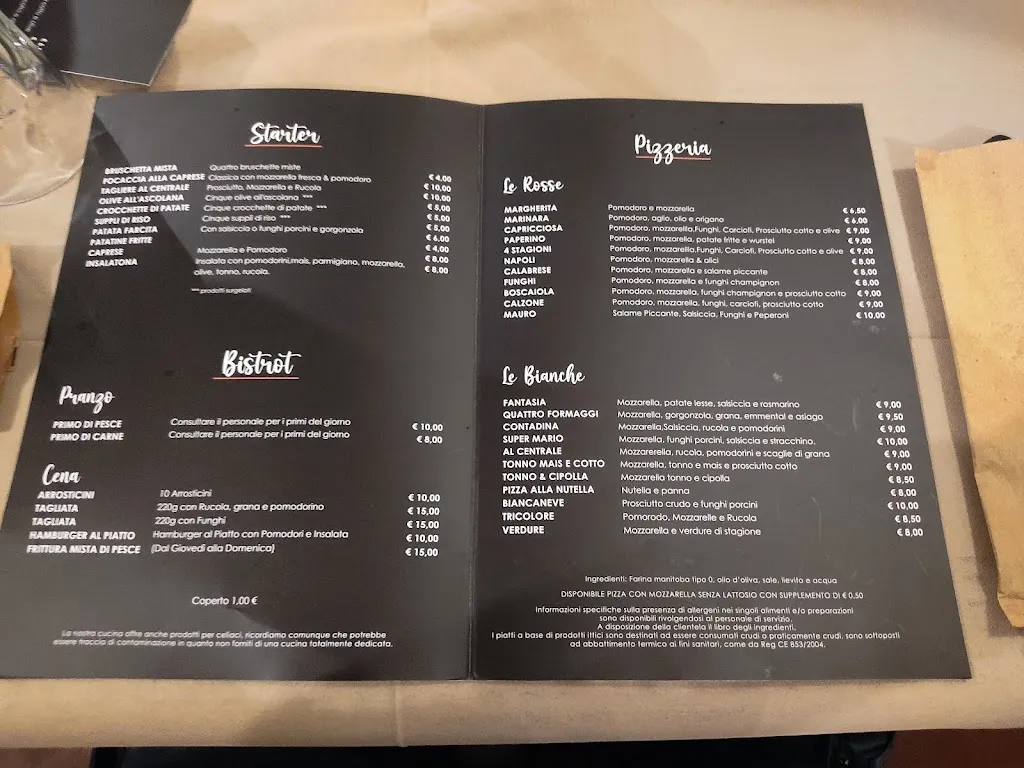 Starter
BRUSCHETTA MISTA Quattro bruschette miste € 4,00
FOCACCIA ALLA CAPRESE Classica con mozzarella fresca & pomodoro € 10,00
TAGLIERE AL CENTRALE Prosciutto, Mozzarella e Rucola € 10,00
OLIVE ALL'ASCOLANA Cinque olive all'ascolana *** € 5,00
CROCCHETTE DI PATATE Cinque crocchette di patate *** € 5,00
SUPPLI DI RISO Cinque suppli di riso *** € 5,00
PATATA FARCITA Con salsiccia o funghi porcini e gorgonzola € 6,00
PATATINE FRITTE € 4,00
CAPRESE Mozzarella e Pomodoro € 8,00
INSALATONA Insalata con pomodorini,mais, parmigiano, mozzarella, € 8,00
olive, tonno, rucola.
*** prodotti surgelati
Bistrot
Pranzo
PRIMO DI PESCE Consultare il personale per i primi del giorno € 10,00
PRIMO DI CARNE Consultare il personale per i primi del giorno € 8,00
Cena
ARROSTICINI 10 Arrosticini € 10,00
TAGLIATA 220g con Rucola, grana e pomodorino € 15,00
TAGLIATA 220g con Funghi € 15,00
HAMBURGER AL PIATTO Hamburger al Piatto con Pomodori e Insalata € 10,00
FRITTURA MISTA DI PESCE (Dal Giovedì alla Domenica) € 15,00
Coperto 1,00 €
La nostra cucina offre anche prodotti per celiaci, ricordiamo comunque che potrebbe
essere traccia di contaminazione in quanto non forniti di una cucina totalmente dedicata.
Pizzeria
Le Rosse
MARGHERITA Pomodoro e mozzarella € 6,50
MARINARA Pomodoro, aglio, olio e origano € 6,00
CAPRICCIOSA Pomodoro, mozzarella,Funghi, Carciofi, Prosciutto cotto e olive € 9,00
PAPERINO Pomodoro, mozzarella, patate fritte e wurstel € 9,00
4 STAGIONI Pomodoro, mozzarella,Funghi, Carciofi, Prosciutto cotto e olive € 9,00
NAPOLI Pomodoro, mozzarella & alici € 8,00
CALABRESE Pomodoro, mozzarella e salame piccante € 8,00
FUNGHI Pomodoro, mozzarella e funghi champignon € 8,00
BOSCAIOLA Pomodoro, mozzarella, funghi champignon e prosciutto cotto € 9,00
CALZONE Pomodoro, mozzarella, funghi, carciofi, prosciutto cotto € 9,00
MAURO Salame Piccante, Salsiccia, Funghi e Peperoni € 10,00
Le Bianche
FANTASIA Mozzarella, patate lesse, salsiccia e rosmarino € 9,00
QUATTRO FORMAGGI Mozzarella, gorgonzola, grana, emmental e asiago € 9,50
CONTADINA Mozzarella,Salsiccia, rucola e pomodorini € 9,00
SUPER MARIO Mozzarella, funghi porcini, salsiccia e stracchino. € 10,00
AL CENTRALE Mozzarerella, rucola, pomodorini e scaglie di grana € 9,00
TONNO MAIS E COTTO Mozzarella, tonno e mais e prosciutto cotto € 9,00
TONNO & CIPOLLA Mozzarella tonno e cipolla € 8,50
PIZZA ALLA NUTELLA Nutella e panna € 8,00
BIANCANEVE Prosciutto crudo e funghi porcini € 10,00
TRICOLORE Pomorodo, Mozzarelle e Rucola € 8,50
VERDURE Mozzarella e verdure di stagione € 8,00
Ingredienti: Farina manitoba tipo 0, olio d'oliva, sale, lievito e acqua
DISPONIBILE PIZZA CON MOZZARELLA SENZA LATTOSIO CON SUPPLEMENTO DI € 0,50
Informazioni specifiche sulla presenza di allergeni nei singoli alimenti e/o preparazioni
sono disponibili rivolgendosi al personale di servizio.
A disposizione della clientela il libro degli ingredienti.
I piatti a base di prodotti ittici sono destinati ad essere consumati crudi o praticamente crudi, sono sottoposti
ad abbattimento termico ai fini sanitari, come da Reg CE 853/2004.